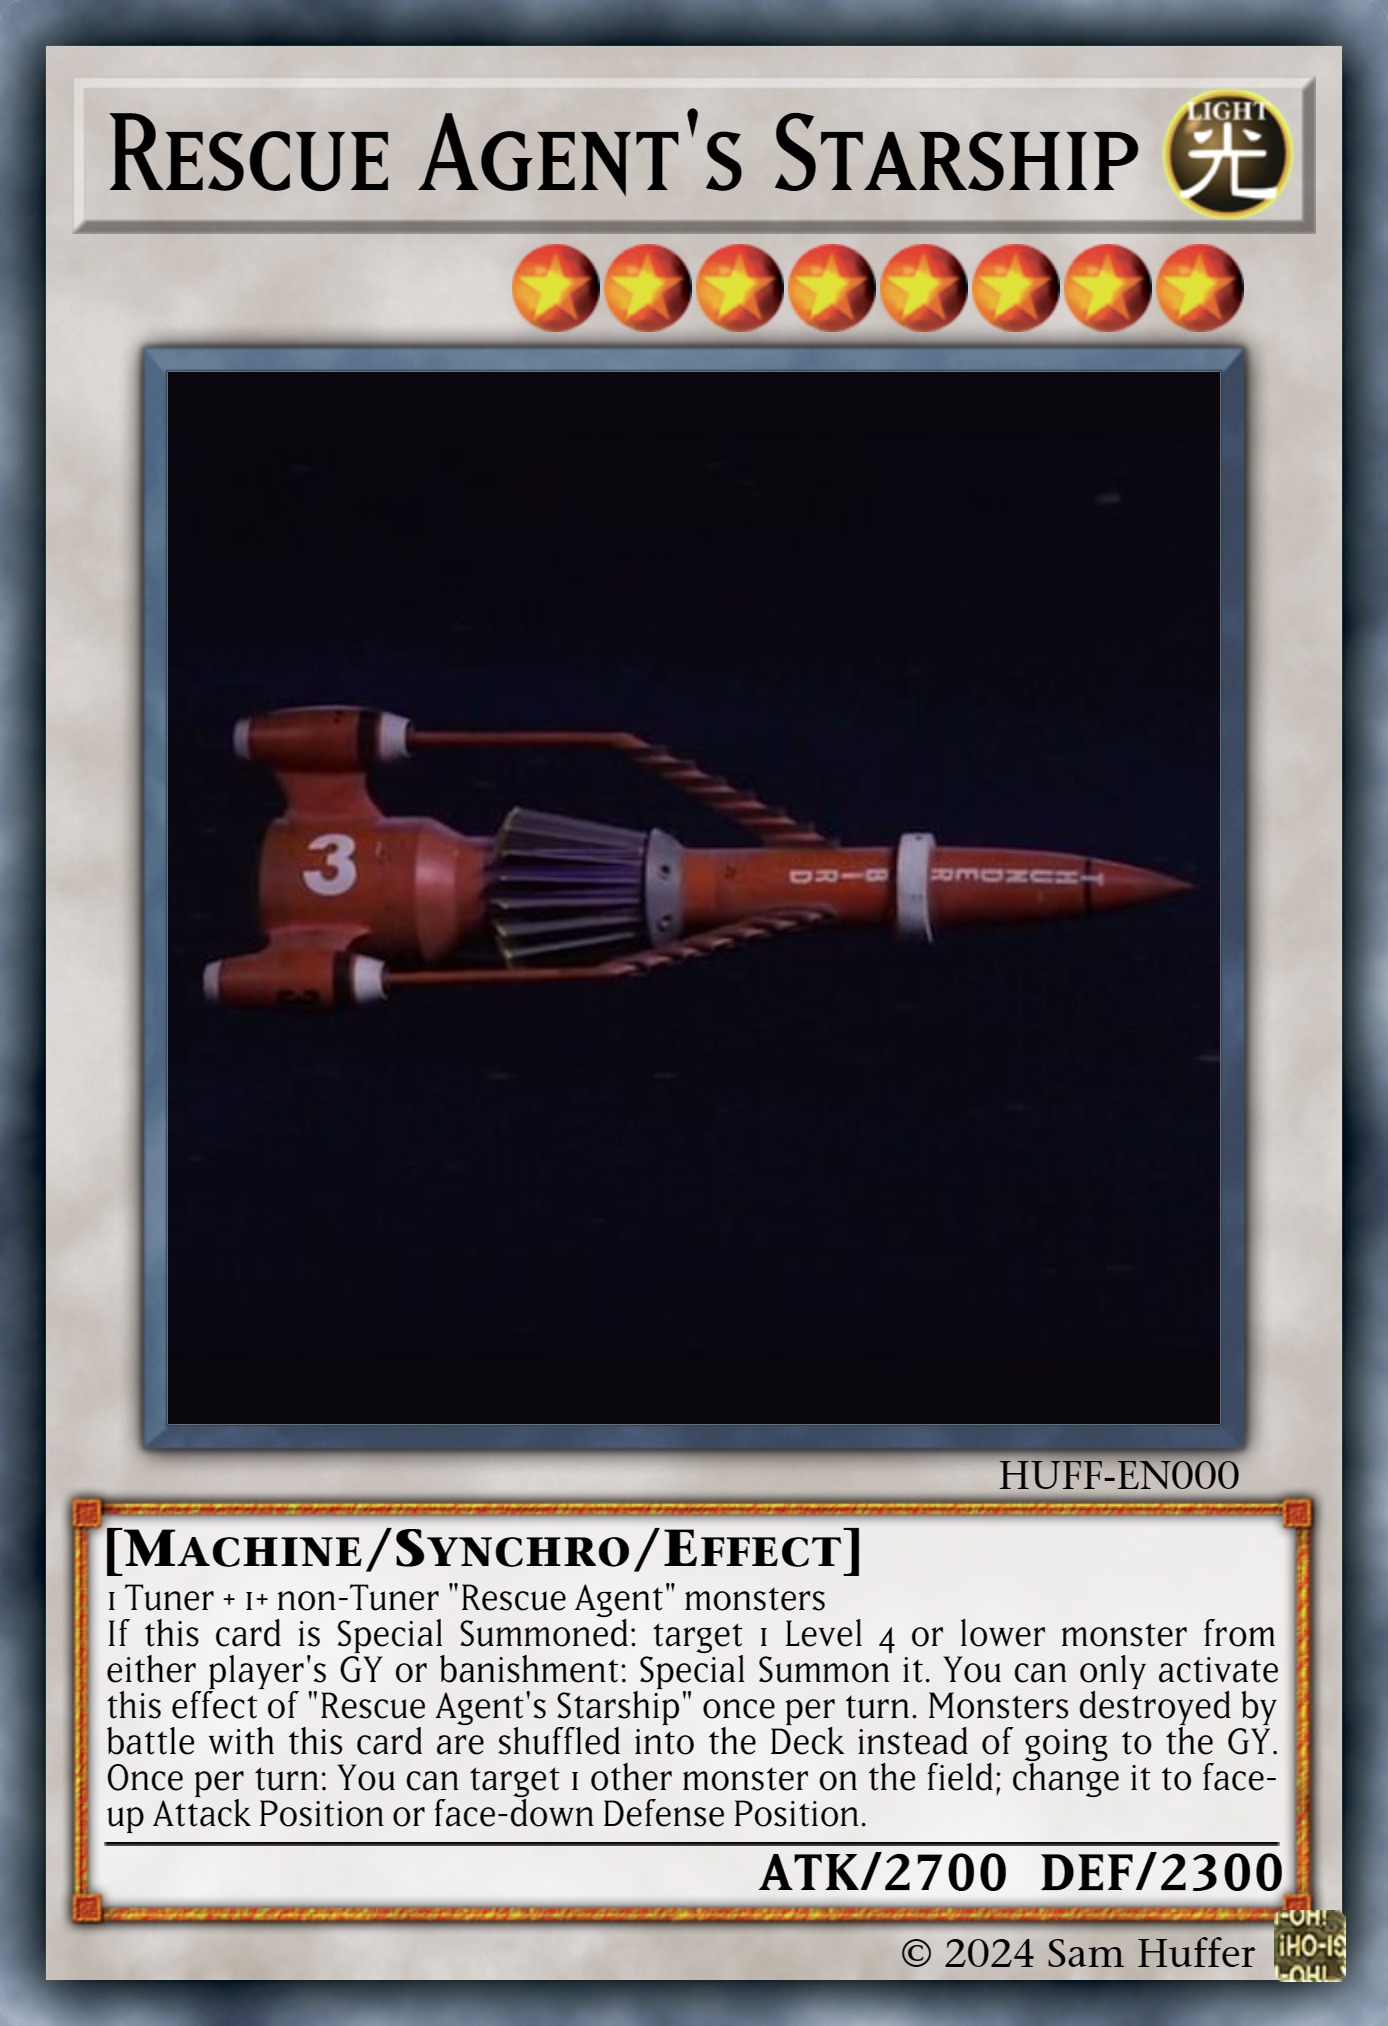 Rescue Agent's Starship
LIGHT
光
3
THUNDERBIRD
3
HUFF-EN000
[Machine/Synchro/Effect]
1 Tuner + 1+ non-Tuner "Rescue Agent" monsters
If this card is Special Summoned: target 1 Level 4 or lower monster from
either player's GY or banishment: Special Summon it. You can only activate
this effect of "Rescue Agent's Starship" once per turn. Monsters destroyed by
battle with this card are shuffled into the Deck instead of going to the GY.
Once per turn: You can target 1 other monster on the field; change it to face-
up Attack Position or face-down Defense Position.
ATK/2700 DEF/2300
© 2024 Sam Huffer